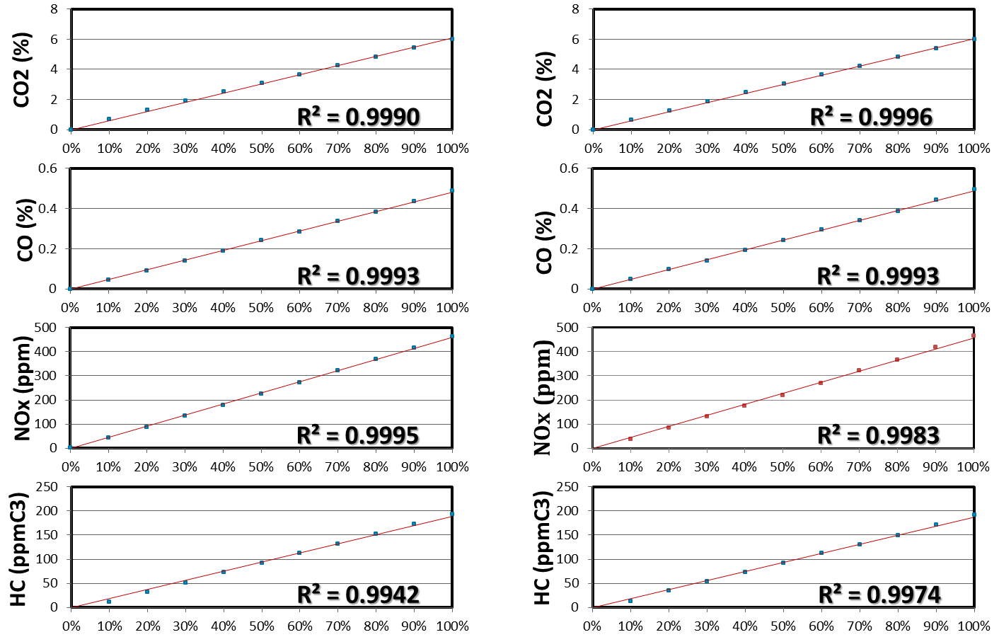 8
6
4
2
0
CO2 (%)
R² = 0.9990
0% 10% 20% 30% 40% 50% 60% 70% 80% 90% 100%
8
6
4
2
0
CO2 (%)
R² = 0.9996
0% 10% 20% 30% 40% 50% 60% 70% 80% 90% 100%
0.6
0.4
0.2
0
CO (%)
R² = 0.9993
0% 10% 20% 30% 40% 50% 60% 70% 80% 90% 100%
0.6
0.4
0.2
0
CO (%)
R² = 0.9993
0% 10% 20% 30% 40% 50% 60% 70% 80% 90% 100%
500
400
300
200
100
0
NOx (ppm)
R² = 0.9995
0% 10% 20% 30% 40% 50% 60% 70% 80% 90% 100%
500
400
300
200
100
0
NOx (ppm)
R² = 0.9983
0% 10% 20% 30% 40% 50% 60% 70% 80% 90% 100%
250
200
150
100
50
0
HC (ppmC3)
R² = 0.9942
0% 10% 20% 30% 40% 50% 60% 70% 80% 90% 100%
250
200
150
100
50
0
HC (ppmC3)
R² = 0.9974
0% 10% 20% 30% 40% 50% 60% 70% 80% 90% 100%